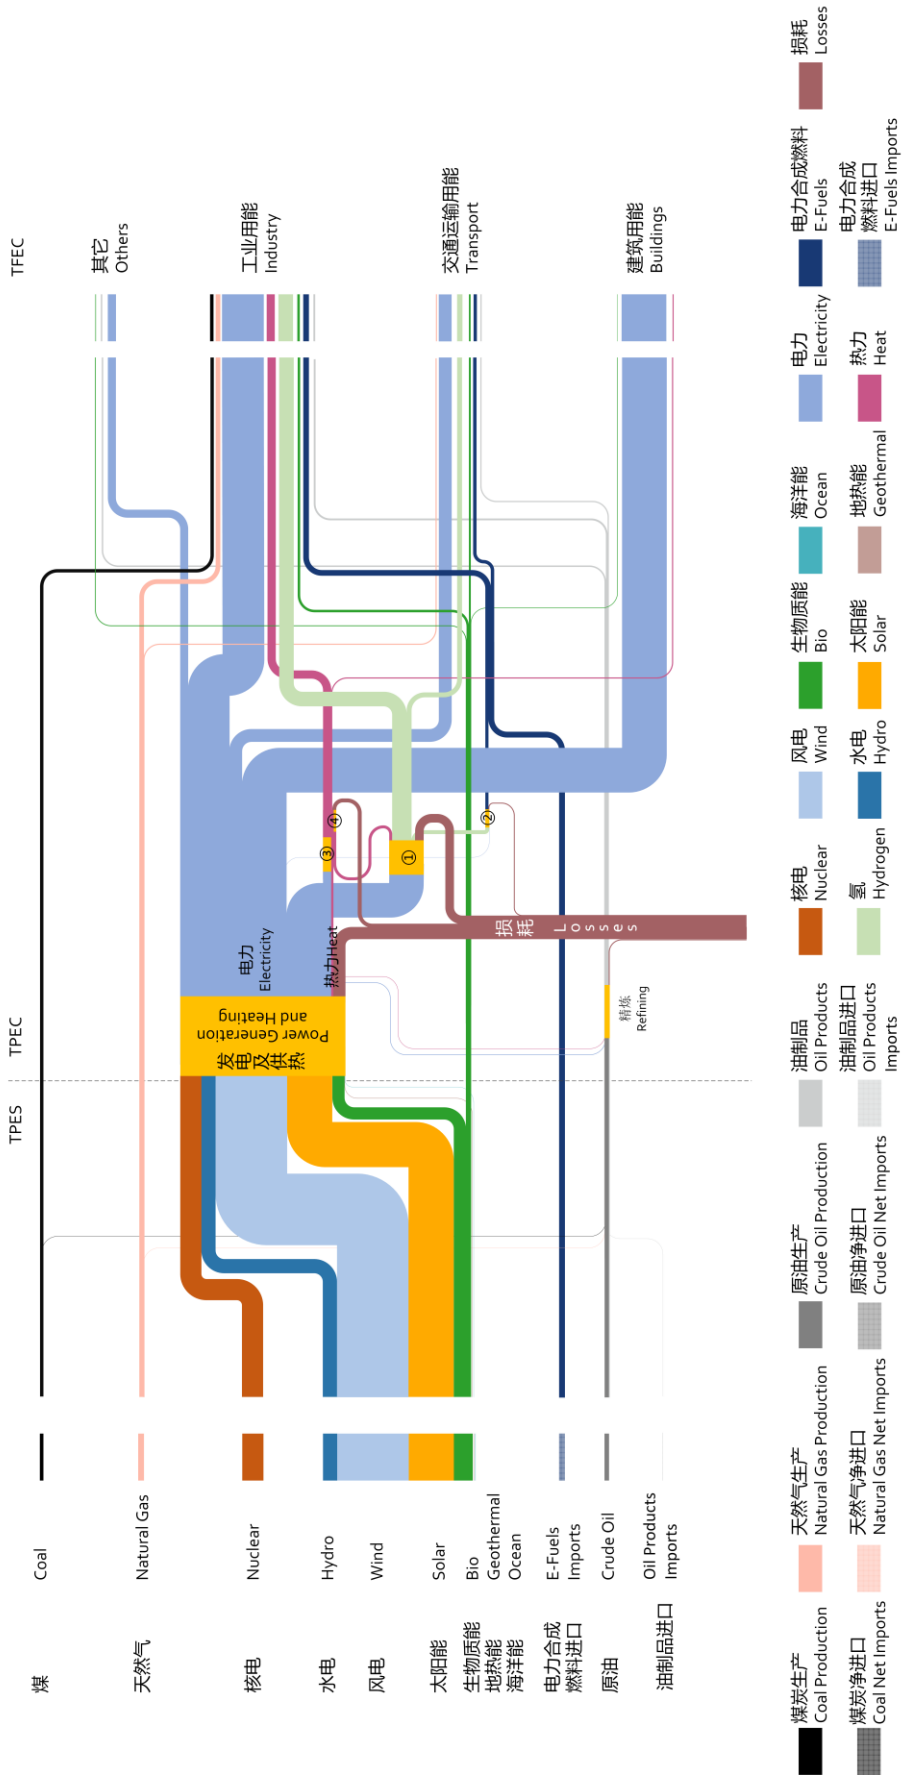 TPES
TPEC
TFEC
煤
Coal
天然气
Natural Gas
核电
Nuclear
水电
Hydro
风电
Wind
太阳能
Solar
生物质能
地热能
海洋能
Bio
Geothermal
Ocean
电力合成
燃料进口
E-Fuels
Imports
原油
Crude Oil
油制品进口
Oil Products
Imports
发电及供热
Power Generation
and Heating
电力
Electricity
热力Heat
精炼
Refining
损耗
Losses
①
②
③
④
其它
Others
工业用能
Industry
交通运输用能
Transport
建筑用能
Buildings
煤炭生产
Coal Production
天然气生产
Natural Gas Production
原油生产
Crude Oil Production
油制品
Oil Products
核电
Nuclear
风电
Wind
生物质能
Bio
海洋能
Ocean
电力
Electricity
电力合成燃料
E-Fuels
损耗
Losses
煤炭净进口
Coal Net Imports
天然气净进口
Natural Gas Net Imports
原油净进口
Crude Oil Net Imports
油制品进口
Oil Products
Imports
氢
Hydrogen
水电
Hydro
太阳能
Solar
地热能
Geothermal
热力
Heat
电力合成
燃料进口
E-Fuels Imports